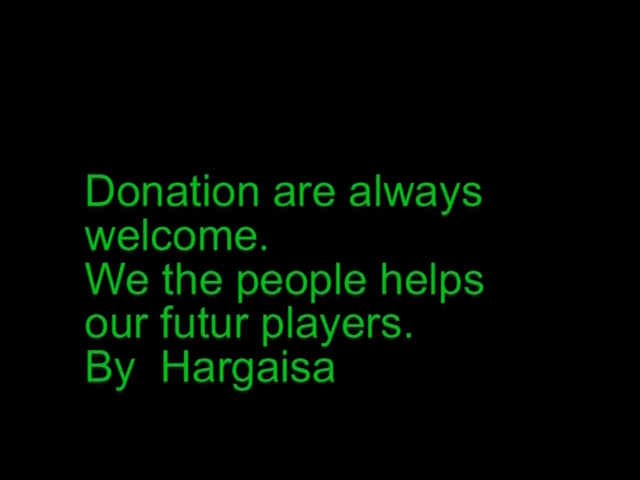 Donation are always
welcome.
We the people helps
our futur players.
By  Hargaisa